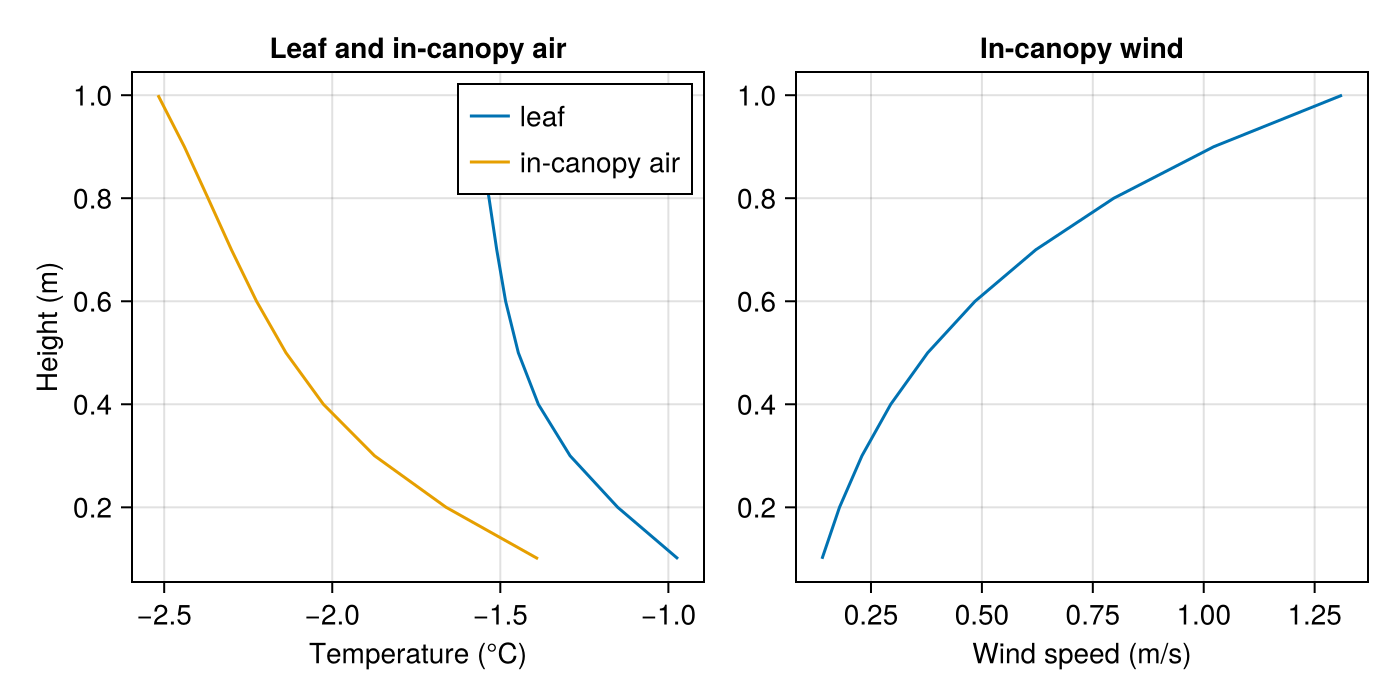 Leaf and in-canopy air
1.0
0.8
0.6
0.4
0.2
Height (m)
leaf
in-canopy air
−2.5
−2.0
−1.5
−1.0
Temperature (°C)
In-canopy wind
1.0
0.8
0.6
0.4
0.2
0.25
0.50
0.75
1.00
1.25
Wind speed (m/s)